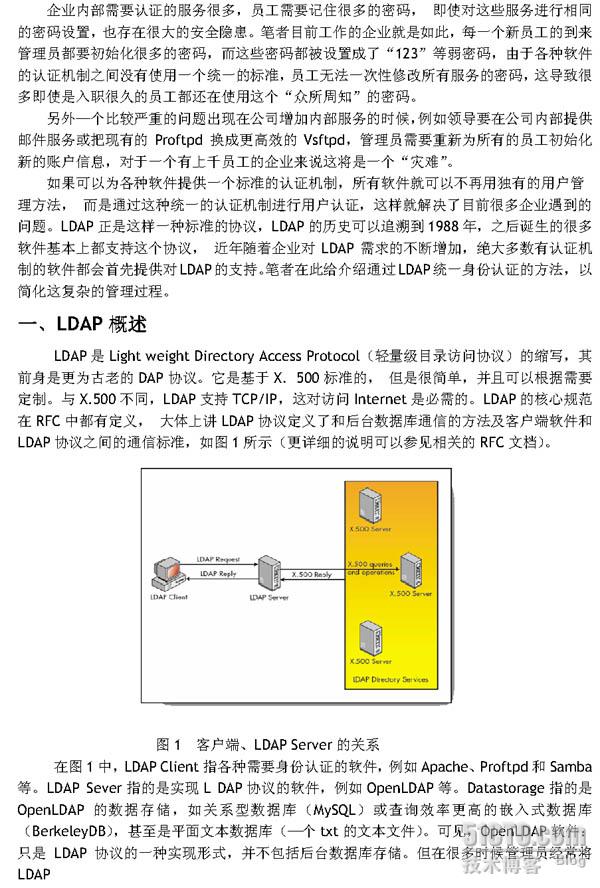 企业内部需要认证的服务很多，员工需要记住很多的密码， 即使对这些服务进行相同
的密码设置，也存在很大的安全隐患。笔者目前工作的企业就是如此，每一个新员工的到来
管理员都要初始化很多的密码，而这些密码都被设置成了“123”等弱密码，由于各种软件
的认证机制之间没有使用一个统一的标准，员工无法一次性修改所有服务的密码，这导致很
多即使是入职很久的员工都还在使用这个“众所周知”的密码。
另外一个比较严重的问题出现在公司增加内部服务的时候，例如领导要在公司内部提供
邮件服务或把现有的 Proftpd 换成更高效的 Vsftpd，管理员需要重新为所有的员工初始化
新的账户信息，对于一个有上千员工的企业来说这将是一个“灾难”。
如果可以为各种软件提供一个标准的认证机制，所有软件就可以不再用独有的用户管
理方法， 而是通过这种统一的认证机制进行用户认证，这样就解决了目前很多企业遇到的
问题。LDAP 正是这样一种标准的协议，LDAP 的历史可以追溯到 1988 年，之后诞生的很多
软件基本上都支持这个协议， 近年随着企业对 LDAP 需求的不断增加，绝大多数有认证机
制的软件都会首先提供对 LDAP 的支持。笔者在此给介绍通过 LDAP 统一身份认证的方法，以
简化这复杂的管理过程。
一、LDAP 概述
LDAP 是 Light weight Directory Access Protocol（轻量级目录访问协议）的缩写，其
前身是更为古老的 DAP 协议。它是基于 X．500 标准的， 但是很简单，并且可以根据需要
定制。与 X.500 不同，LDAP 支持 TCP/IP，这对访问 Internet 是必需的。LDAP 的核心规范
在 RFC 中都有定义， 大体上讲 LDAP 协议定义了和后台数据库通信的方法及客户端软件和
LDAP 协议之间的通信标准，如图 1 所示（更详细的说明可以参见相关的 RFC 文档）。
X.500 Server
LDAP Request
LDAP Reply
X.500 queries
and operations
X.500 Reply
LDAP Client
LDAP Server
X.500 Server
X.500 Server
LDAP Directory Services
图 1 客户端、LDAP Server 的关系
在图 1 中，LDAP Client 指各种需要身份认证的软件，例如 Apache、Proftpd 和 Samba
等。LDAP Sever 指的是实现 L DAP 协议的软件，例如 OpenLDAP 等。Datastorage 指的是
OpenLDAP 的数据存储，如关系型数据库（MySQL）或查询效率更高的嵌入式数据库
（BerkeleyDB），甚至是平面文本数据库（—个 txt 的文本文件）。可见，OpenLDAP 软件
只是 LDAP 协议的一种实现形式，并不包括后台数据库存储。但在很多时候管理员经常将
LDAP
51CTO.com
技术博客 Blog